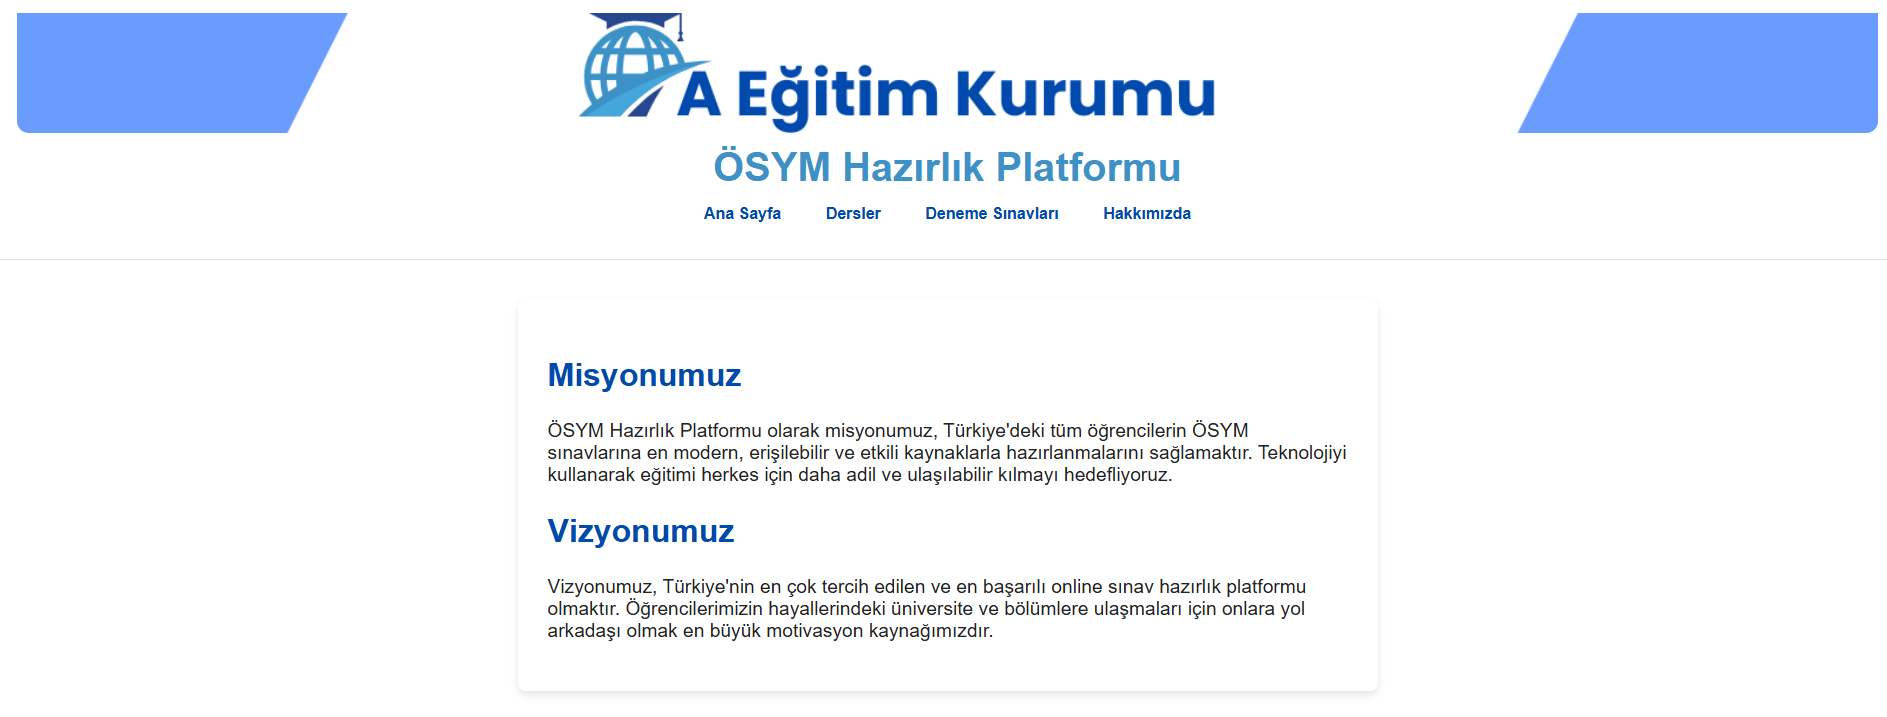 A Eğitim Kurumu
ÖSYM Hazırlık Platformu
Ana Sayfa Dersler Deneme Sınavları Hakkımızda
Misyonumuz
ÖSYM Hazırlık Platformu olarak misyonumuz, Türkiye'deki tüm öğrencilerin ÖSYM
sınavlarına en modern, erişilebilir ve etkili kaynaklarla hazırlanmalarını sağlamaktır. Teknolojiyi
kullanarak eğitimi herkes için daha adil ve ulaşılabilir kılmayı hedefliyoruz.
Vizyonumuz
Vizyonumuz, Türkiye'nin en çok tercih edilen ve en başarılı online sınav hazırlık platformu
olmaktır. Öğrencilerimizin hayallerindeki üniversite ve bölümlere ulaşmaları için onlara yol
arkadaşı olmak en büyük motivasyon kaynağımızdır.